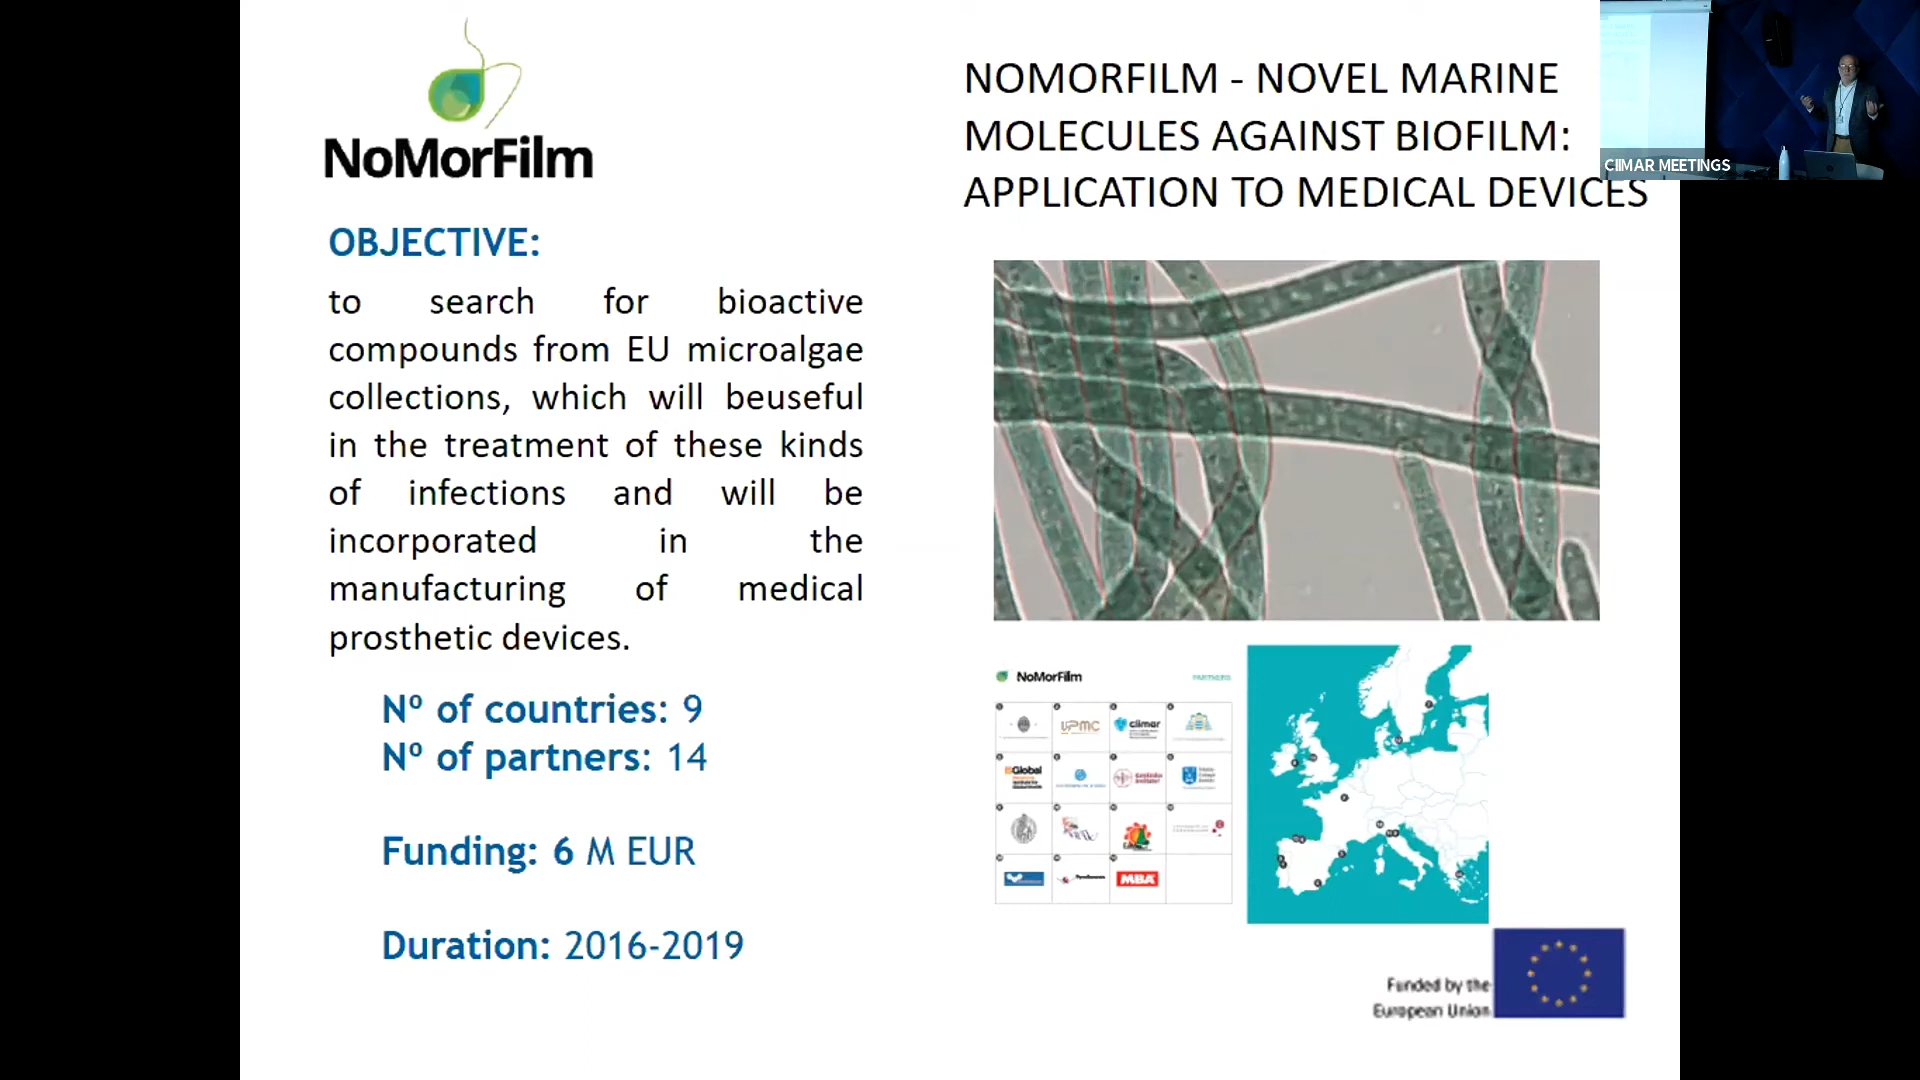 NoMorFilm
OBJECTIVE:
to search for bioactive
compounds from EU microalgae
collections, which will beuseful
in the treatment of these kinds
of infections and will be
incorporated in the
manufacturing of medical
prosthetic devices.
Nº of countries: 9
Nº of partners: 14
Funding: 6 M EUR
Duration: 2016-2019
NOMORFILM - NOVEL MARINE
MOLECULES AGAINST BIOFILM:
APPLICATION TO MEDICAL DEVICES
CIIMAR MEETINGS
NoMorFilm
PARTNERS
UPMC
ciimar
Global
MBA
Funded by the
European Union